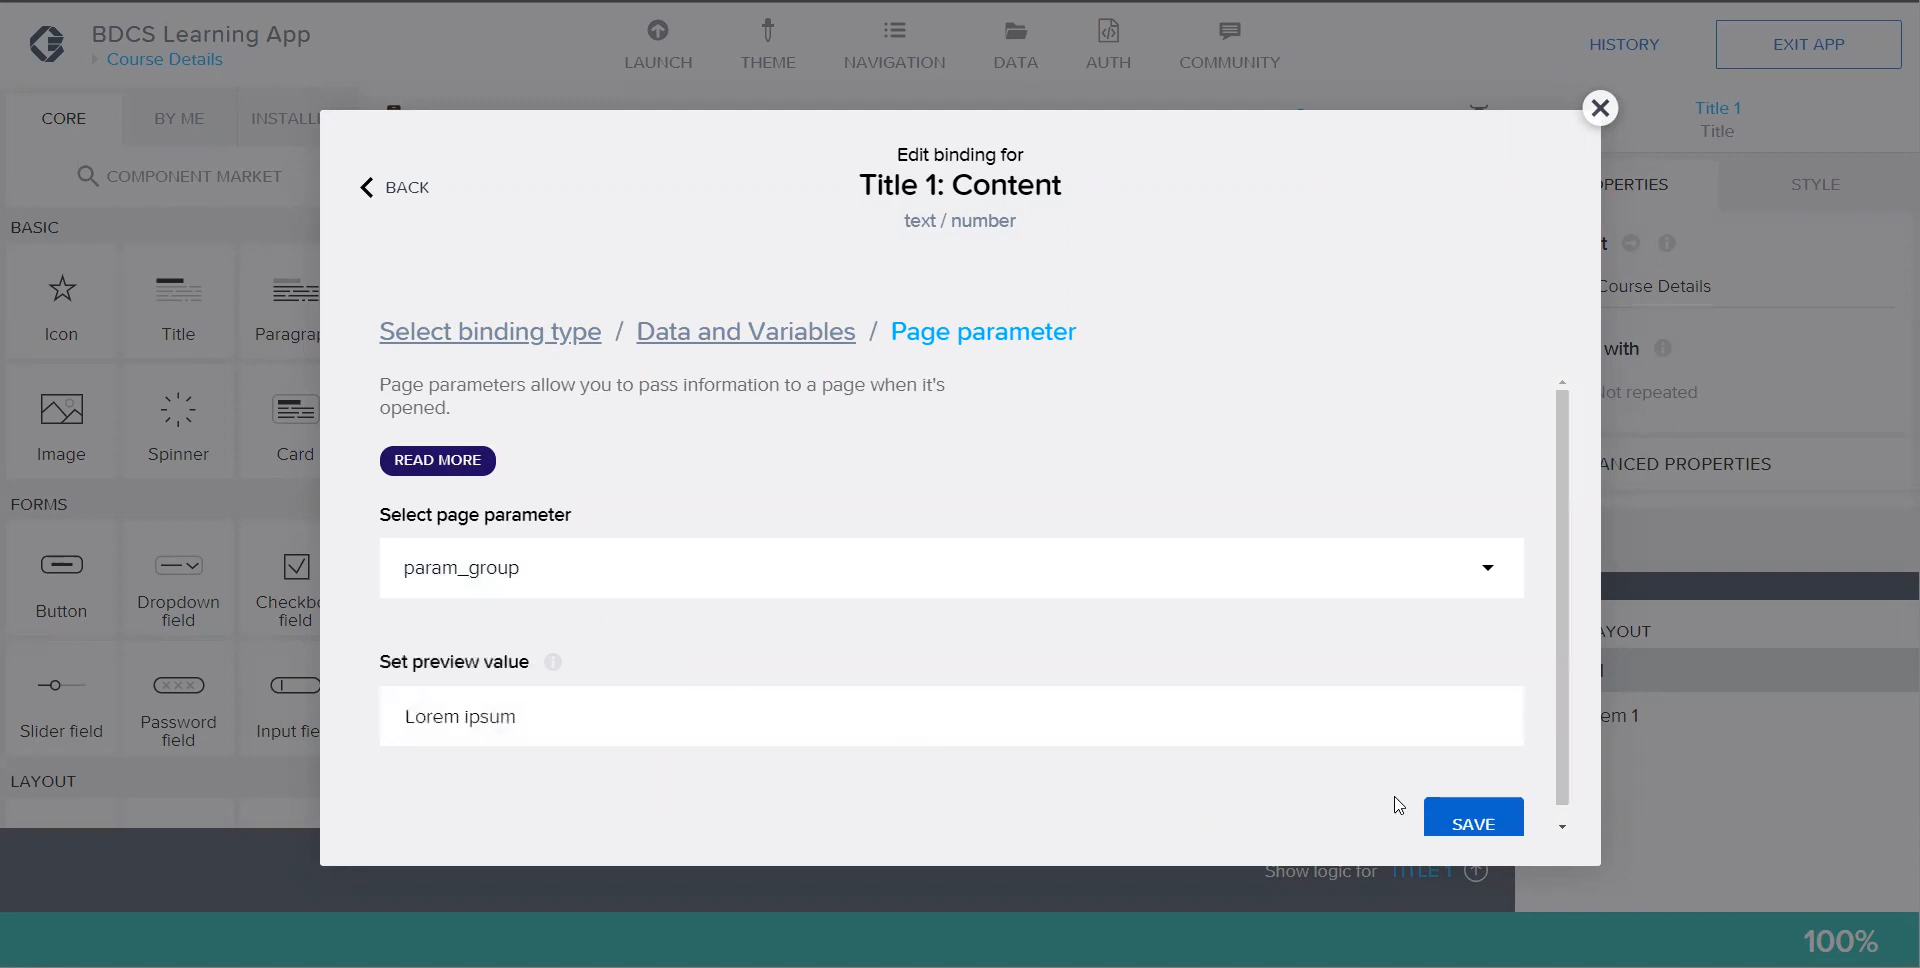 BDCS Learning App
Course Details
LAUNCH
THEME
NAVIGATION
DATA
AUTH
COMMUNITY
HISTORY
EXIT APP
CORE
BY ME
INSTALL
Title 1
Title
COMPONENT MARKET
Edit binding for
Title 1: Content
text / number
BACK
OPERTIES
STYLE
BASIC
Icon
Title
Paragrap
Course Details
Select binding type / Data and Variables / Page parameter
with
Page parameters allow you to pass information to a page when it's
opened.
Not repeated
Image
Spinner
Card
READ MORE
ANCED PROPERTIES
FORMS
Select page parameter
param_group
Button
Dropdown
field
Checkbo
field
AYOUT
Set preview value
Lorem ipsum
em 1
Slider field
Password
field
Input fie
LAYOUT
SAVE
Show logic for TITLE 1
100%